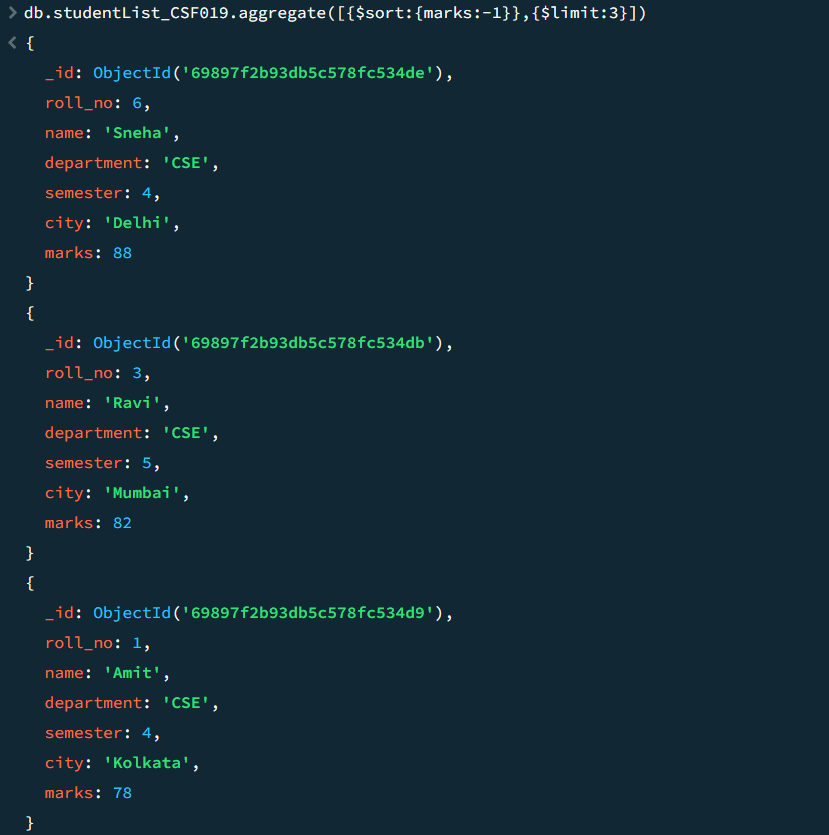 > db.studentList_CSF019.aggregate([{$sort:{marks:-1}},{$limit:3}])
< {
_id: ObjectId('69897f2b93db5c578fc534de'),
roll_no: 6,
name: 'Sneha',
department: 'CSE',
semester: 4,
city: 'Delhi',
marks: 88
}
{
_id: ObjectId('69897f2b93db5c578fc534db'),
roll_no: 3,
name: 'Ravi',
department: 'CSE',
semester: 5,
city: 'Mumbai',
marks: 82
}
{
_id: ObjectId('69897f2b93db5c578fc534d9'),
roll_no: 1,
name: 'Amit',
department: 'CSE',
semester: 4,
city: 'Kolkata',
marks: 78
}